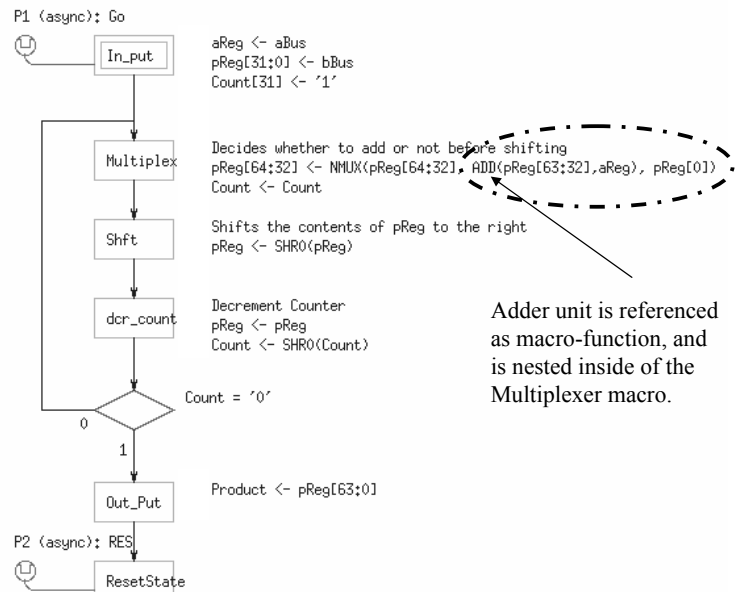 P1 (async): Go
In_put
aReg <- aBus
pReg[31:0] <- bBus
Count[31] <- '1'
Multiplex
Decides whether to add or not before shifting
pReg[64:32] <- NMUX(pReg[64:32], ADD(pReg[63:32],aReg), pReg[0])
Count <- Count
Shft
Shifts the contents of pReg to the right
pReg <- SHR0(pReg)
dcr_count
Decrement Counter
pReg <- pReg
Count <- SHR0(Count)
Adder unit is referenced
as macro-function, and
is nested inside of the
Multiplexer macro.
Count = '0'
0
1
Out_Put
Product <- pReg[63:0]
P2 (async): RES
ResetState